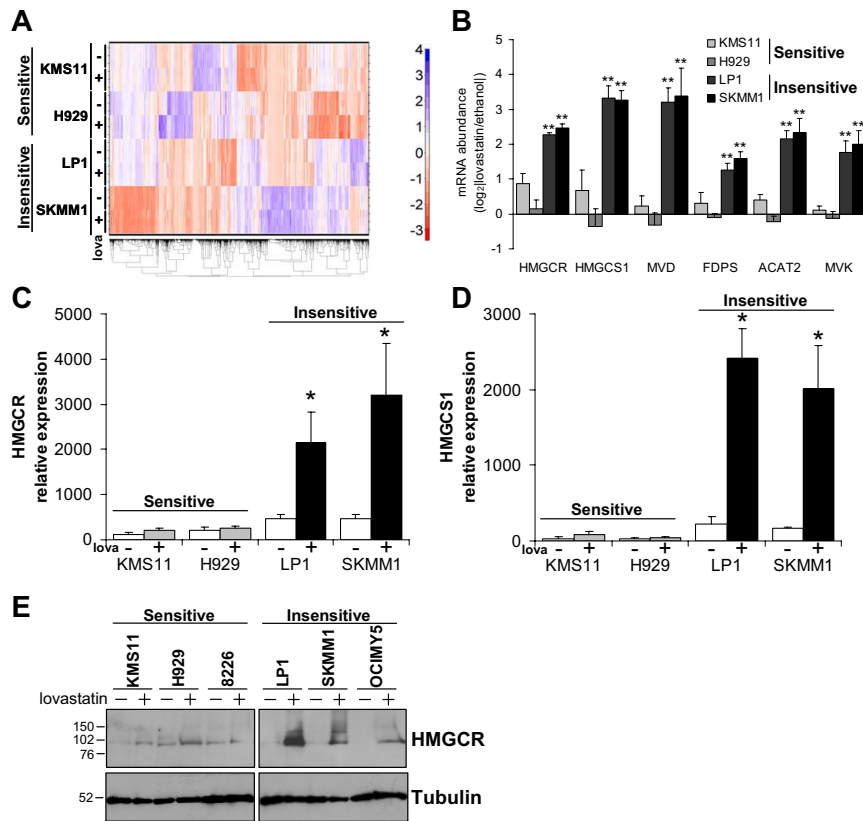 A
Sensitive
Insensitive
KMS11
H929
LP1
SKMM1
-
+
-
+
-
+
-
+
lova
4
3
2
1
0
-1
-2
-3
B
KMS11
H929
Sensitive
LP1
SKMM1
Insensitive
mRNA abundance
(log2|lovastatin/ethanol|)
5
4
3
2
1
0
-1
** ** ** ** ** ** ** ** ** ** ** **
HMGCR HMGCS1 MVD FDPS ACAT2 MVK
C
HMGCR
relative expression
5000
4000
3000
2000
1000
0
Insensitive
*
*
Sensitive
lova - + - + - + - +
KMS11 H929 LP1 SKMM1
D
HMGCS1
relative expression
3000
2000
1000
0
Insensitive
*
*
Sensitive
lova - + - + - + - +
KMS11 H929 LP1 SKMM1
E
Sensitive Insensitive
KMS11 H929 8226 LP1 SKMM1 OCIMY5
lovastatin − + − + − + − + − + − +
150
102
76
HMGCR
52
Tubulin